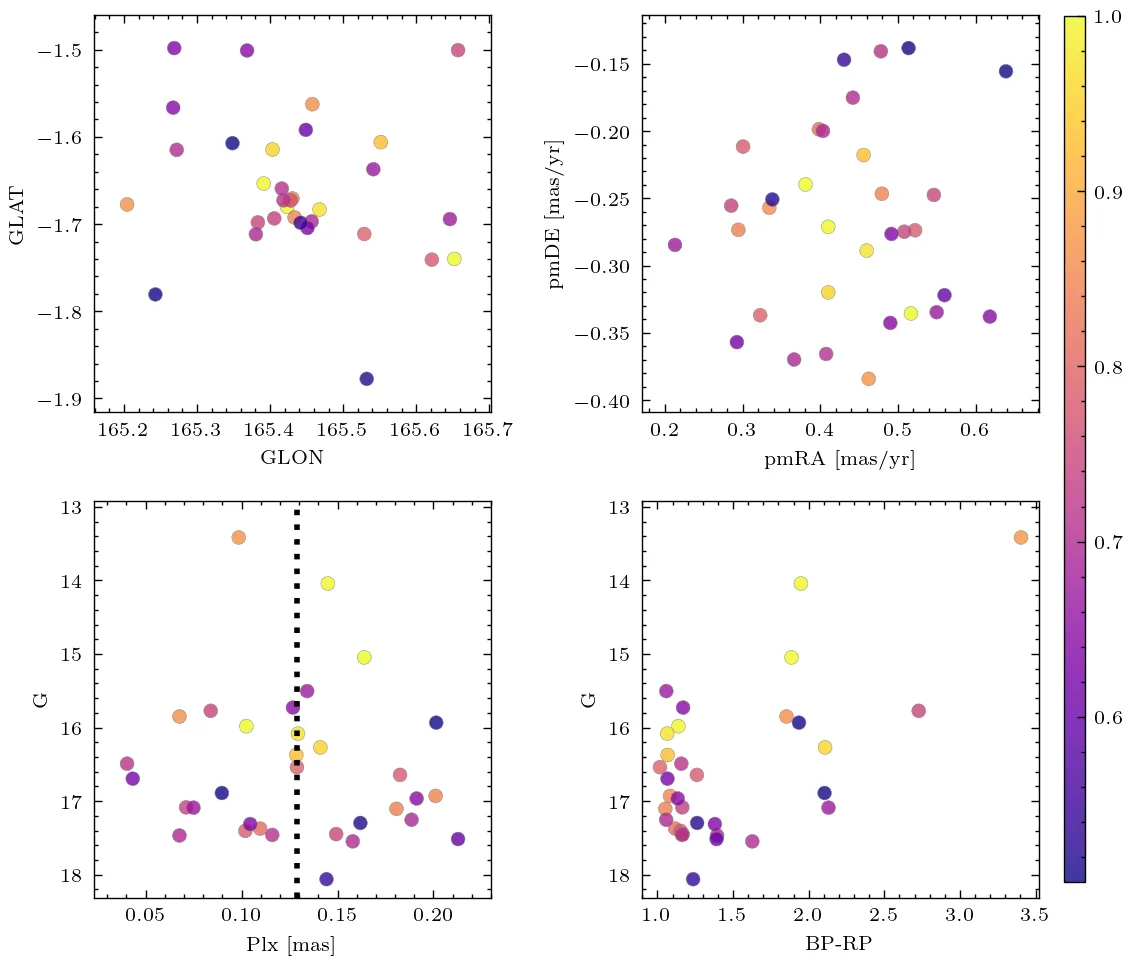 −1.5
−1.6
−1.7
−1.8
−1.9
GLAT
165.2 165.3 165.4 165.5 165.6 165.7
GLON
−0.15
−0.20
−0.25
−0.30
−0.35
−0.40
pmDE [mas/yr]
0.2 0.3 0.4 0.5 0.6
pmRA [mas/yr]
13
14
15
16
17
18
G
0.05 0.10 0.15 0.20
Plx [mas]
13
14
15
16
17
18
G
1.0 1.5 2.0 2.5 3.0 3.5
BP-RP
1.0
0.9
0.8
0.7
0.6